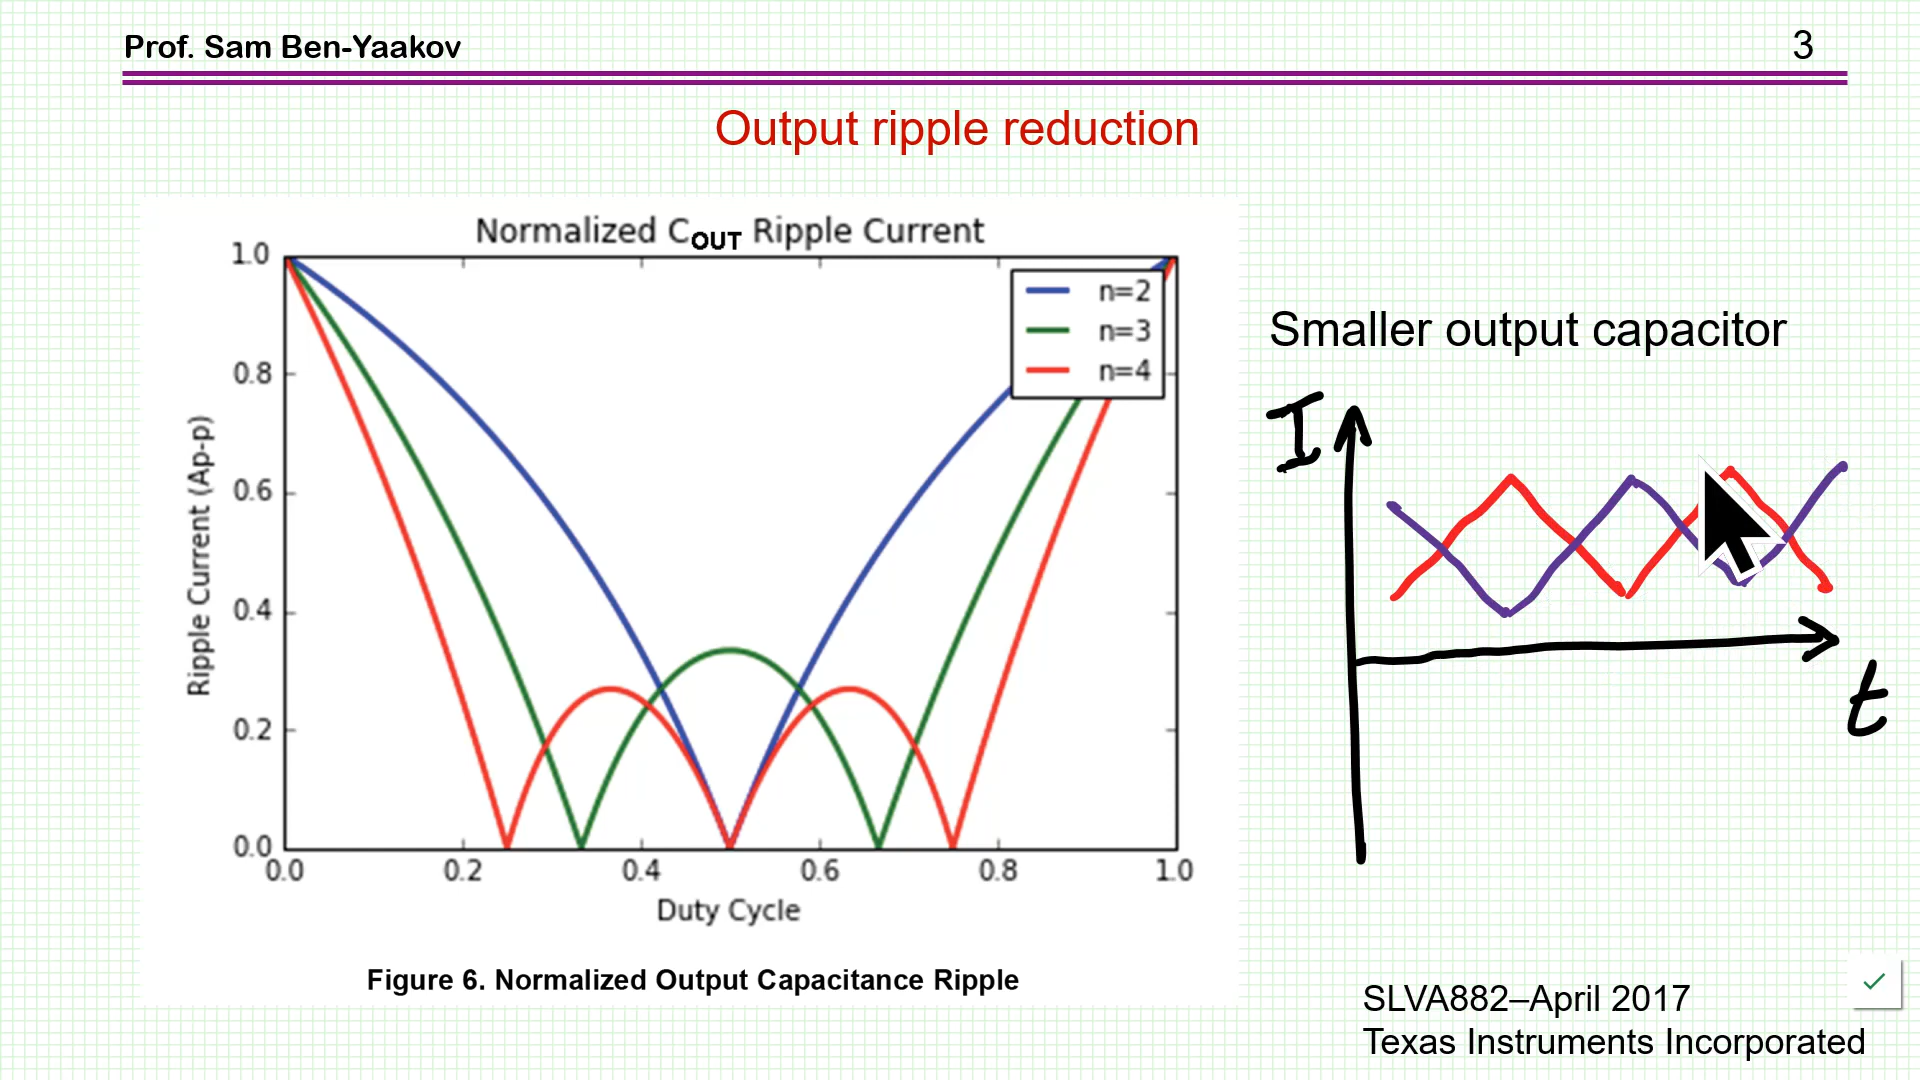 Prof. Sam Ben-Yaakov
3
Output ripple reduction
Normalized COUT Ripple Current
1.0
0.8
0.6
0.4
0.2
0.0
Ripple Current (Ap-p)
n=2
n=3
n=4
0.0 0.2 0.4 0.6 0.8 1.0
Duty Cycle
Figure 6. Normalized Output Capacitance Ripple
Smaller output capacitor
I
t
SLVA882–April 2017
Texas Instruments Incorporated